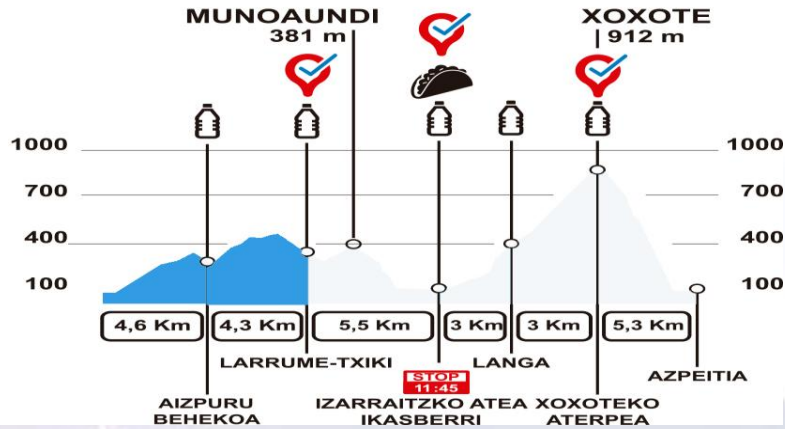 MUNOAUNDI
381 m
XOXOTE
912 m
1000
1000
700
700
400
400
100
100
4,6 Km
4,3 Km
5,5 Km
3 Km
3 Km
5,3 Km
LARRUME-TXIKI
LANGA
STOP
11:45
AZPEITIA
AIZPURU
BEHEKOA
IZARRAITZKO ATEA
IKASBERRI
XOXOTEKO
ATERPEA